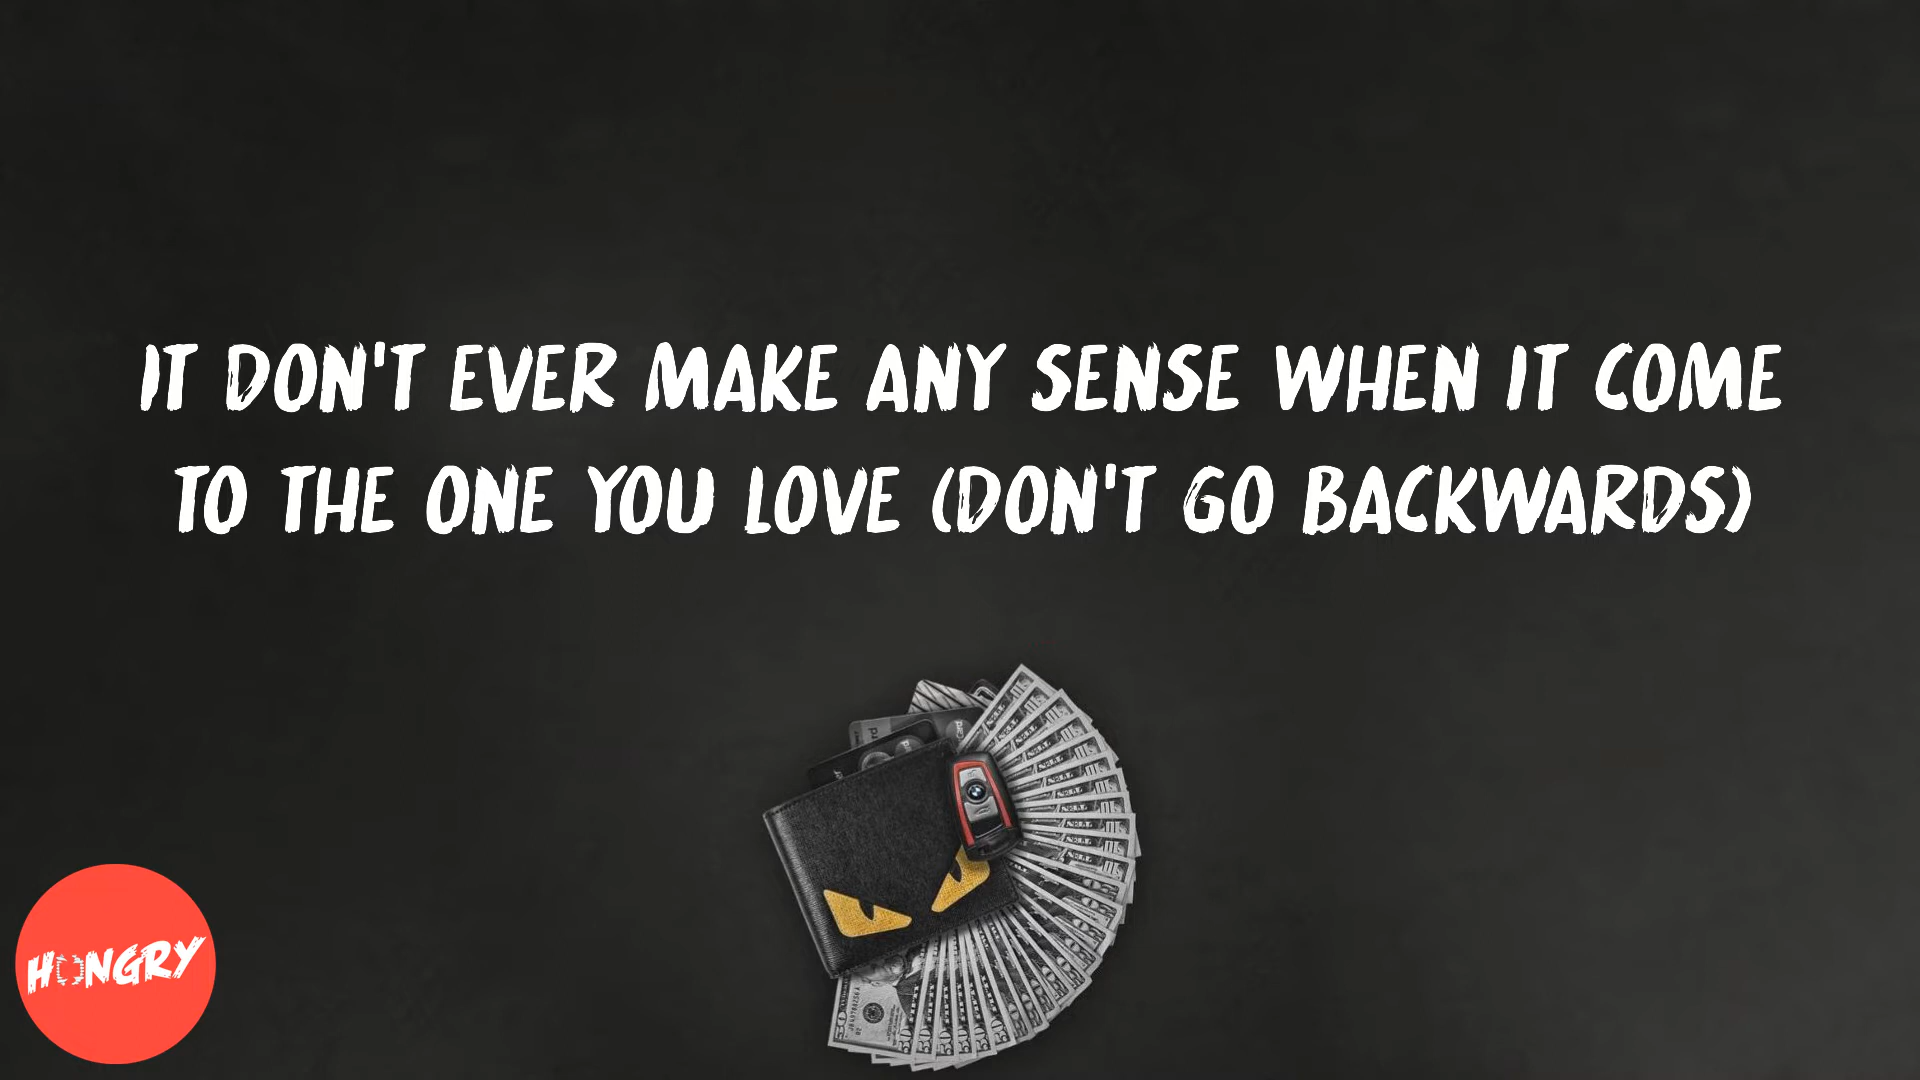 IT DON'T EVER MAKE ANY SENSE WHEN IT COME
TO THE ONE YOU LOVE (DON'T GO BACKWARDS)
HUNGRY